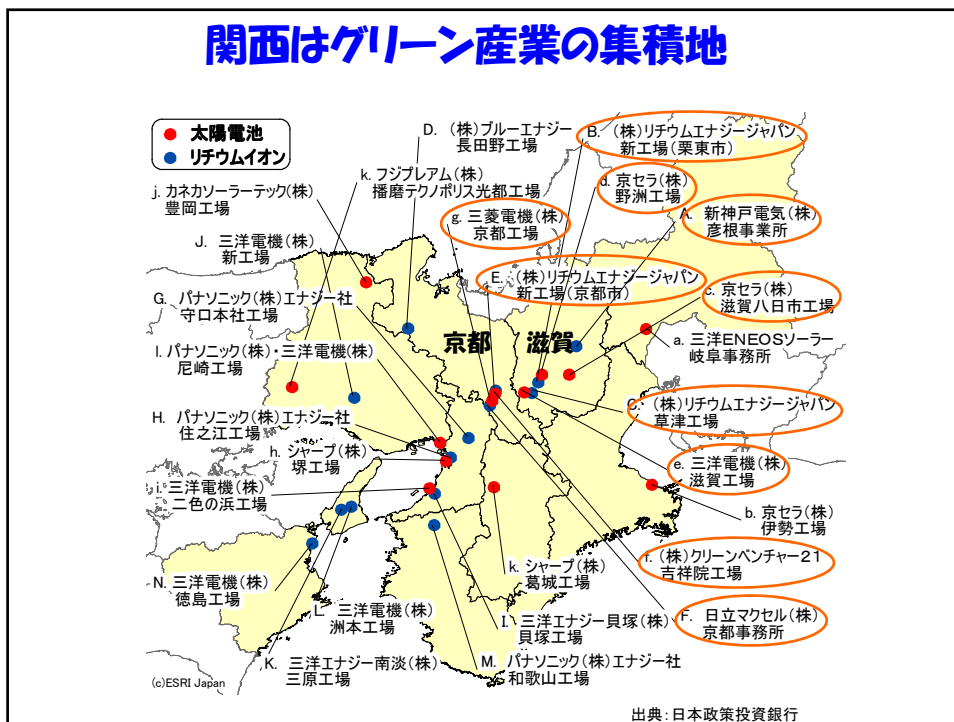 関西はグリーン産業の集積地
太陽電池
リチウムイオン
D. (株)ブルーエナジー
長田野工場
B. (株)リチウムエナジージャパン
新工場(栗東市)
k. フジプレアム(株)
播磨テクノポリス光都工場
d. 京セラ(株)
野洲工場
j. カネカソーラーテック(株)
豊岡工場
g. 三菱電機(株)
京都工場
A. 新神戸電気(株)
彦根事業所
J. 三洋電機(株)
新工場
E. (株)リチウムエナジージャパン
新工場(京都市)
c. 京セラ(株)
滋賀八日市工場
G. パナソニック(株)エナジー社
守口本社工場
京都 / 滋賀
a. 三洋ENEOSソーラー
岐阜事務所
I. パナソニック(株)・三洋電機(株)
尼崎工場
C. (株)リチウムエナジージャパン
草津工場
H. パナソニック(株)エナジー社
住之江工場
h. シャープ(株)
堺工場
e. 三洋電機(株)
滋賀工場
i. 三洋電機(株)
二色の浜工場
b. 京セラ(株)
伊勢工場
f. (株)クリーンベンチャー21
吉祥院工場
k. シャープ(株)
葛城工場
N. 三洋電機(株)
徳島工場
L. 三洋電機(株)
洲本工場
I. 三洋エナジー貝塚(株)
貝塚工場
F. 日立マクセル(株)
京都事務所
K. 三洋エナジー南淡(株)
三原工場
M. パナソニック(株)エナジー社
和歌山工場
(c)ESRI Japan
出典:日本政策投資銀行